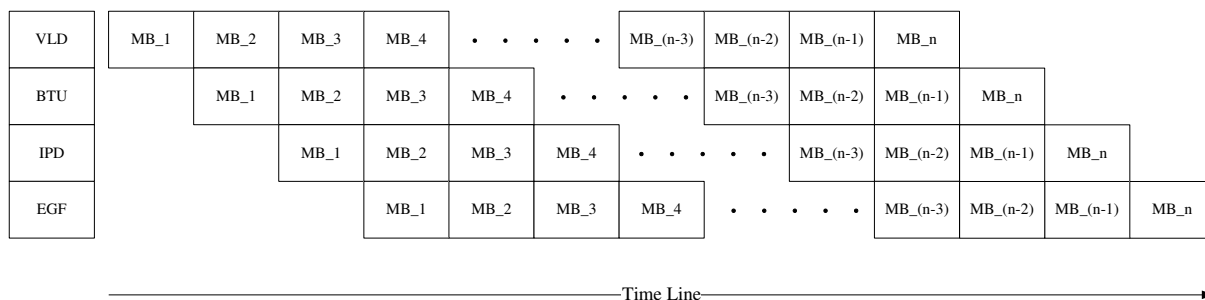 VLD MB_1 MB_2 MB_3 MB_4 . . . . . MB_(n-3) MB_(n-2) MB_(n-1) MB_n
BTU MB_1 MB_2 MB_3 MB_4 . . . . . MB_(n-3) MB_(n-2) MB_(n-1) MB_n
IPD MB_1 MB_2 MB_3 MB_4 . . . . . MB_(n-3) MB_(n-2) MB_(n-1) MB_n
EGF MB_1 MB_2 MB_3 MB_4 . . . . . MB_(n-3) MB_(n-2) MB_(n-1) MB_n
Time Line